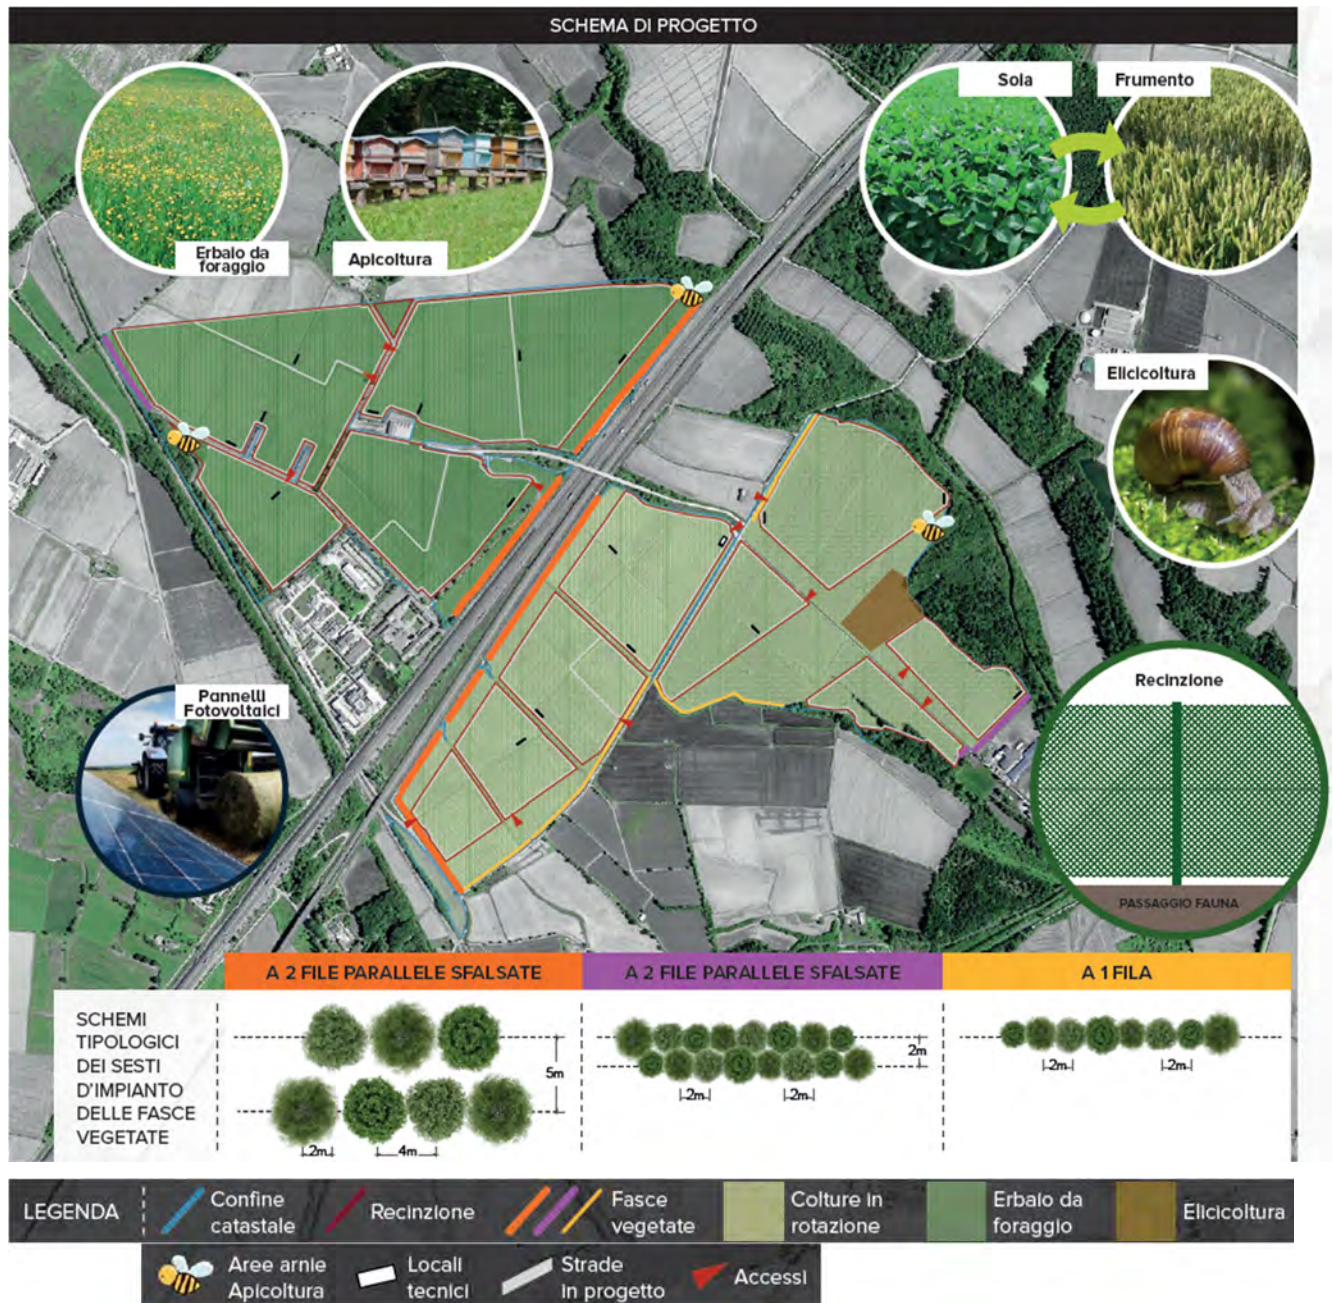 SCHEMA DI PROGETTO
Soia
Frumento
Erbaio da
foraggio
Apicoltura
Elicicoltura
Pannelli
Fotovoltaici
Recinzione
PASSAGGIO FAUNA
A 2 FILE PARALLELE SFALSATE
A 2 FILE PARALLELE SFALSATE
A 1 FILA
SCHEMI
TIPOLOGICI
DEI SESTI
D'IMPIANTO
DELLE FASCE
VEGETATE
5m
2m
4m
2m
2m
2m
2m
2m
LEGENDA
Confine
catastale
Recinzione
Fasce
vegetate
Colture in
rotazione
Erbaio da
foraggio
Elicicoltura
Aree arnie
Apicoltura
Locali
tecnici
Strade
in progetto
Accessi